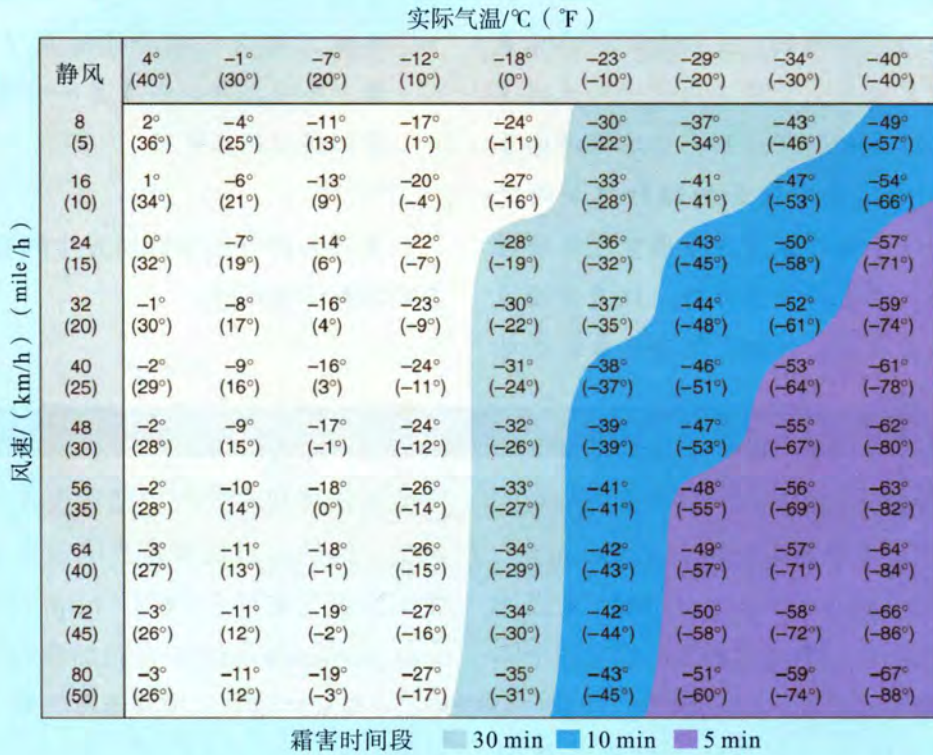 实际气温/℃（℉）
静风 4° −1° −7° −12° −18° −23° −29° −34° −40°
(40°) (30°) (20°) (10°) (0°) (−10°) (−20°) (−30°) (−40°)
8 2° −4° −11° −17° −24° −30° −37° −43° −49°
(5) (36°) (25°) (13°) (1°) (−11°) (−22°) (−34°) (−46°) (−57°)
16 1° −6° −13° −20° −27° −33° −41° −47° −54°
(10) (34°) (21°) (9°) (−4°) (−16°) (−28°) (−41°) (−53°) (−66°)
24 0° −7° −14° −22° −28° −36° −43° −50° −57°
(15) (32°) (19°) (6°) (−7°) (−19°) (−32°) (−45°) (−58°) (−71°)
32 −1° −8° −16° −23° −30° −37° −44° −52° −59°
(20) (30°) (17°) (4°) (−9°) (−22°) (−35°) (−48°) (−61°) (−74°)
40 −2° −9° −16° −24° −31° −38° −46° −53° −61°
(25) (29°) (16°) (3°) (−11°) (−24°) (−37°) (−51°) (−64°) (−78°)
48 −2° −9° −17° −24° −32° −39° −47° −55° −62°
(30) (28°) (15°) (−1°) (−12°) (−26°) (−39°) (−53°) (−67°) (−80°)
56 −2° −10° −18° −26° −33° −41° −48° −56° −63°
(35) (28°) (14°) (0°) (−14°) (−27°) (−41°) (−55°) (−69°) (−82°)
64 −3° −11° −18° −26° −34° −42° −49° −57° −64°
(40) (27°) (13°) (−1°) (−15°) (−29°) (−43°) (−57°) (−71°) (−84°)
72 −3° −11° −19° −27° −34° −42° −50° −58° −66°
(45) (26°) (12°) (−2°) (−16°) (−30°) (−44°) (−58°) (−72°) (−86°)
80 −3° −11° −19° −27° −35° −43° −51° −59° −67°
(50) (26°) (12°) (−3°) (−17°) (−31°) (−45°) (−60°) (−74°) (−88°)
风速/（km/h）（mile/h）
霜害时间段 30 min 10 min 5 min